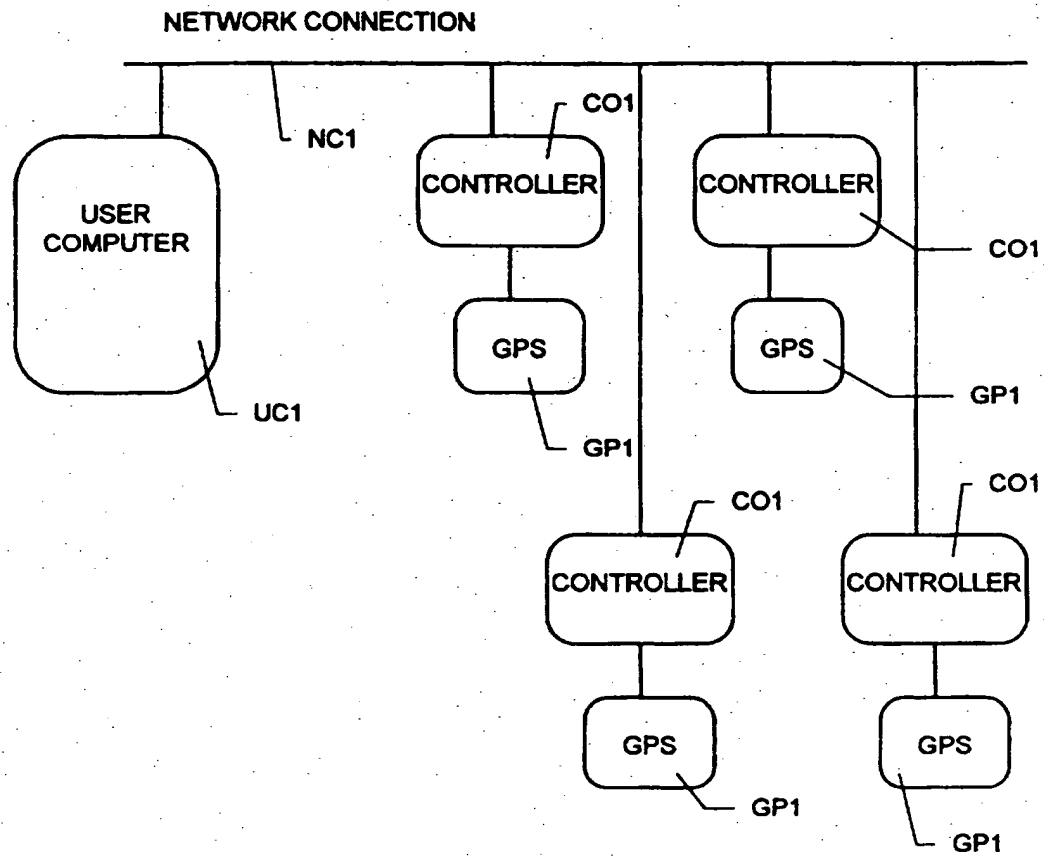 NETWORK CONNECTION
CO1
NC1
CONTROLLER
CONTROLLER
USER
COMPUTER
CO1
GPS
GPS
GP1
UC1
GP1
CO1
CO1
CONTROLLER
CONTROLLER
GPS
GPS
GP1
GP1